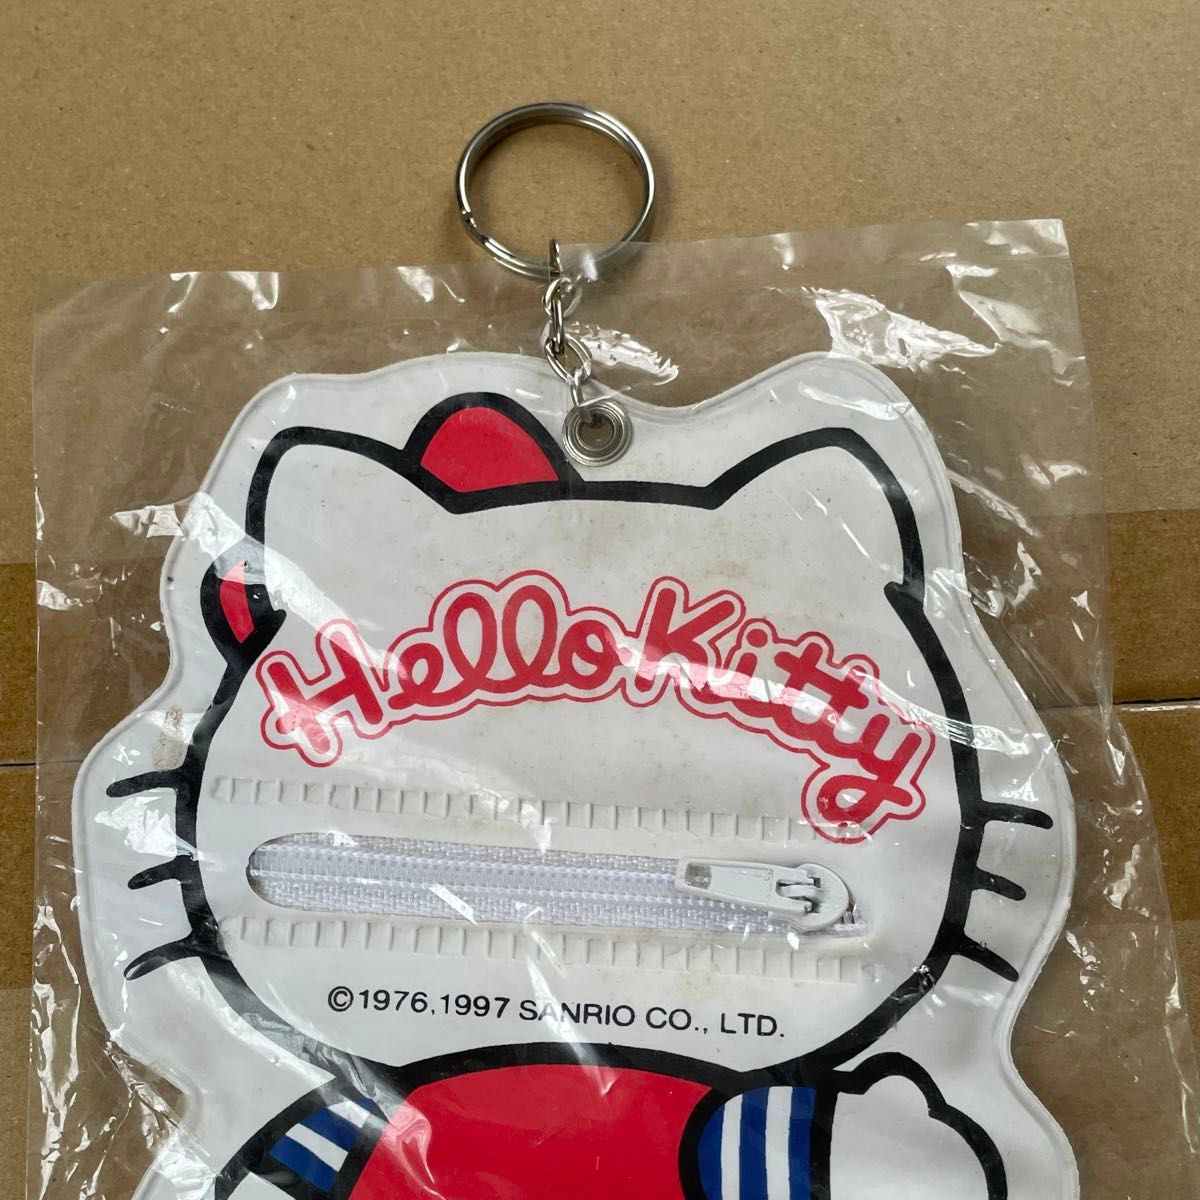 Hello Kitty
©1976,1997 SANRIO CO., LTD.